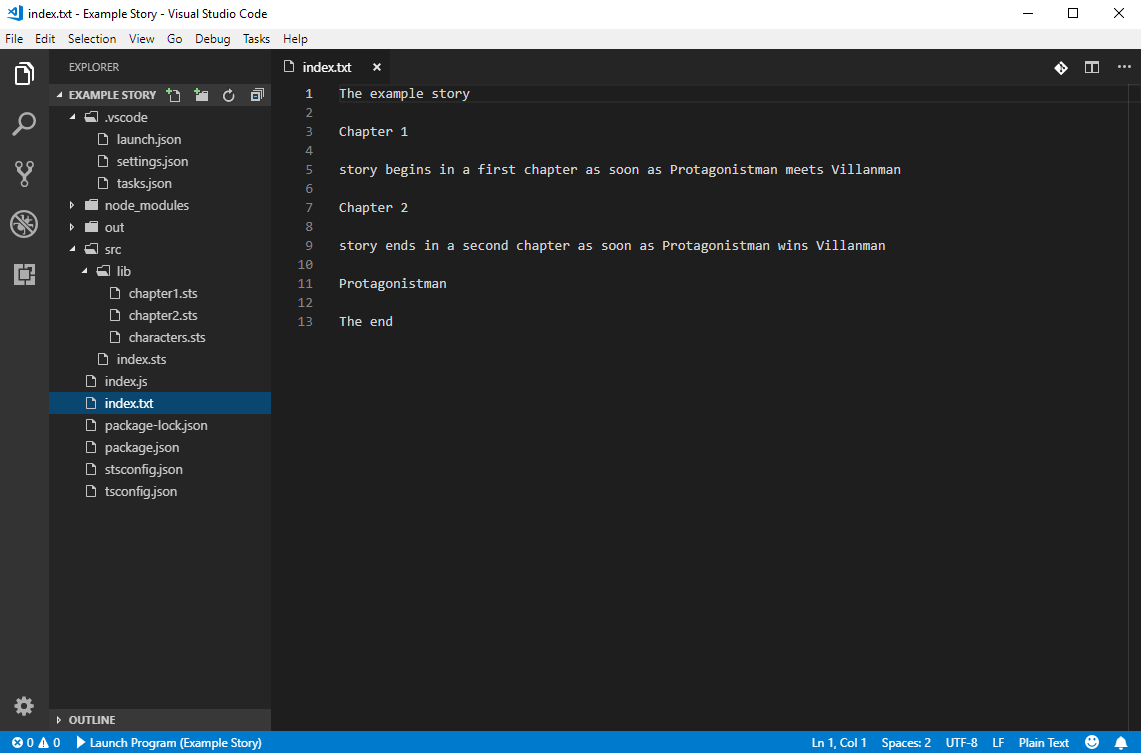 index.txt - Example Story - Visual Studio Code
File Edit Selection View Go Debug Tasks Help
EXPLORER
EXAMPLE STORY
.vscode
launch.json
settings.json
tasks.json
node_modules
out
src
lib
chapter1.sts
chapter2.sts
characters.sts
index.sts
index.js
index.txt
package-lock.json
package.json
stsconfig.json
tsconfig.json
OUTLINE
index.txt
1 The example story
2
3 Chapter 1
4
5 story begins in a first chapter as soon as Protagonistman meets Villanman
6
7 Chapter 2
8
9 story ends in a second chapter as soon as Protagonistman wins Villanman
10
11 Protagonistman
12
13 The end
0 0 Launch Program (Example Story) Ln 1, Col 1 Spaces: 2 UTF-8 LF Plain Text